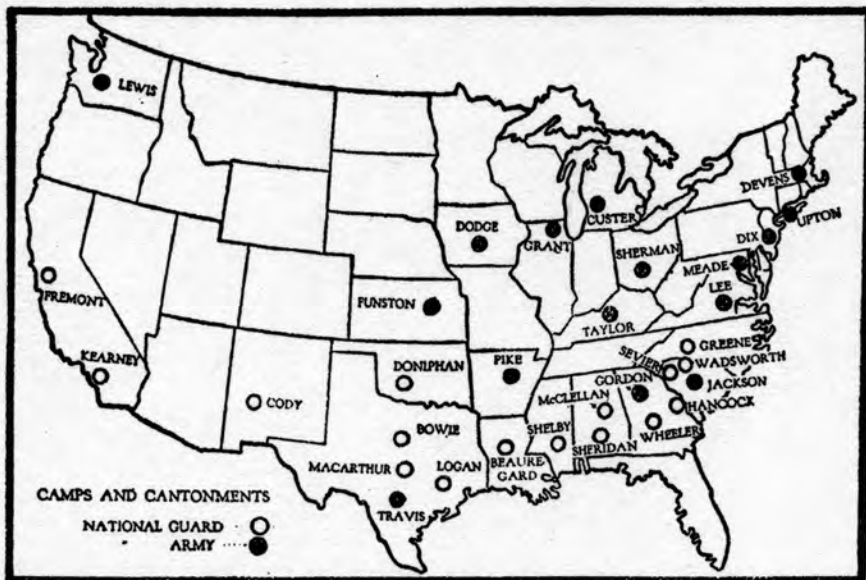 LEWIS
DEVENS
CUSTER
UPTON
DODGE
GRANT
DIX
SHERMAN
MEADE
LEE
FREMONT
FUNSTON
TAYLOR
GREENE
KEARNEY
SEVIER
WADSWORTH
DONIPHAN
PIKE
GORDON
JACKSON
CODY
McCLELLAN
HANCOCK
BOWIE
SHELBY
WHEELER
SHERIDAN
MACARTHUR
LOGAN
BEAURE-
GARD
TRAVIS
CAMPS AND CANTONMENTS
NATIONAL GUARD
" ARMY